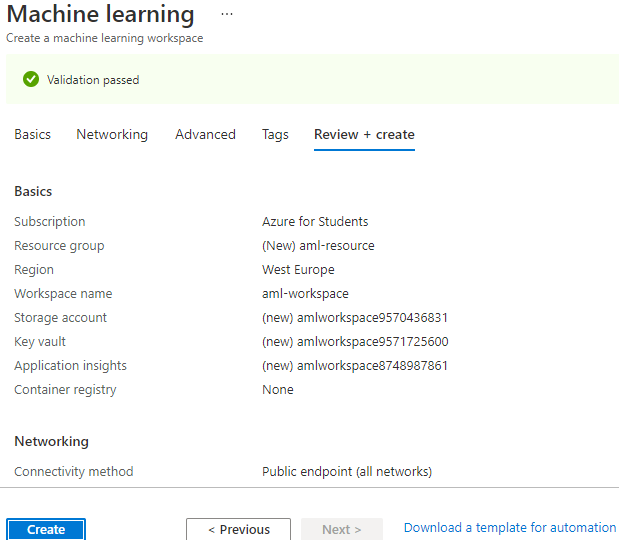 Machine learning ...
Create a machine learning workspace
Validation passed
Basics Networking Advanced Tags Review + create
Basics
Subscription Azure for Students
Resource group (New) aml-resource
Region West Europe
Workspace name aml-workspace
Storage account (new) amlworkspace9570436831
Key vault (new) amlworkspace9571725600
Application insights (new) amlworkspace8748987861
Container registry None
Networking
Connectivity method Public endpoint (all networks)
Create < Previous Next > Download a template for automation